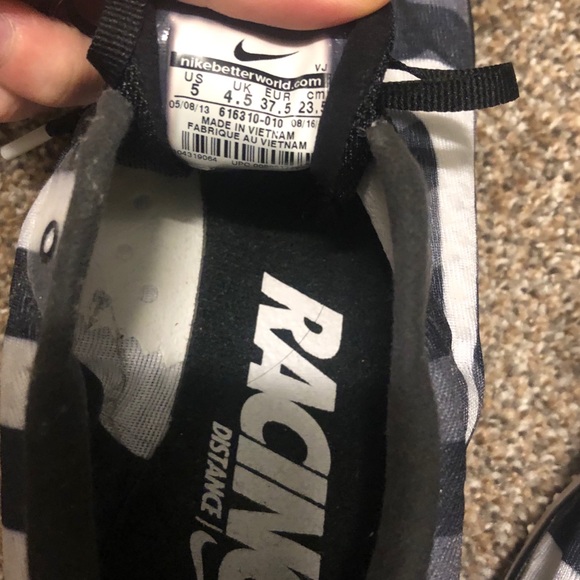 nikebetterworld.com
VJ
US UK EUR cm
5 4.5 37.5 23.5
05/08/13 616310-010 08/16/
MADE IN VIETNAM
FABRIQUE AU VIETNAM
04319064
RACING
DISTANCE